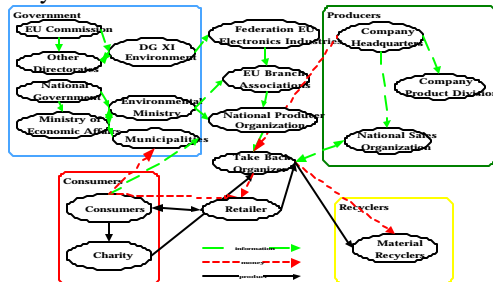 Government
EU Commission
Other
Directorates
National
Government
Ministry of
Economic Affairs
DG XI
Environment
Environmental
Ministry
Municipalities
Federation EU
Electronics Industries
EU Branch
Associations
National Producer
Organization
Take Back
Organizer
Retailer
Producers
Company
Headquarters
Company
Product Division
National Sales
Organization
Consumers
Consumers
Charity
Recyclers
Material
Recyclers
information
money
product